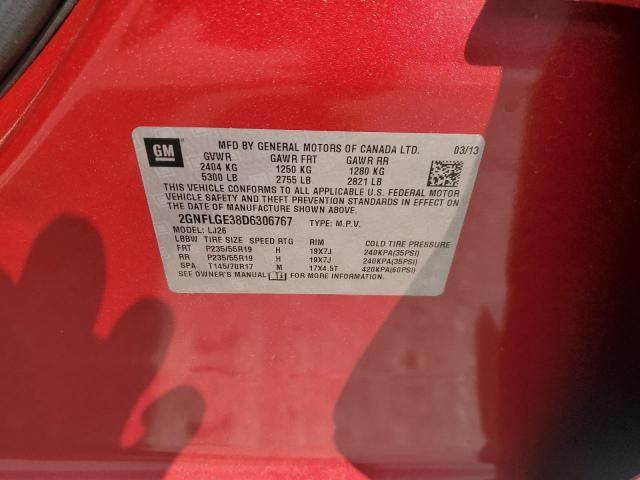 GM
MFD BY GENERAL MOTORS OF CANADA LTD. 03/13
GVWR GAWR FRT GAWR RR
2404 KG 1250 KG 1280 KG
5300 LB 2755 LB 2821 LB
THIS VEHICLE CONFORMS TO ALL APPLICABLE U.S. FEDERAL MOTOR
VEHICLE SAFETY AND THEFT PREVENTION STANDARDS IN EFFECT ON
THE DATE OF MANUFACTURE SHOWN ABOVE.
2GNFLGE38D6306767 TYPE: M.P.V.
MODEL: LJ26
LBBW TIRE SIZE SPEED RTG RIM COLD TIRE PRESSURE
FRT P235/55R19 H 19X7J 240KPA(35PSI)
RR P235/55R19 H 19X7J 240KPA(35PSI)
SPA T145/70R17 M 17X4.5T 420KPA(60PSI)
SEE OWNER'S MANUAL FOR MORE INFORMATION.